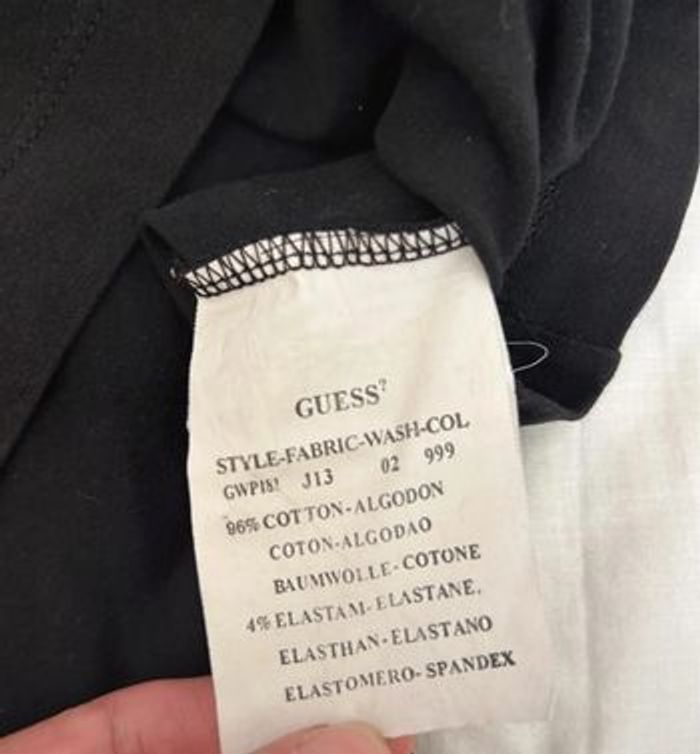 GUESS?
STYLE-FABRIC-WASH-COL
J13 02 999
96% COTTON-ALGODON
COTON-ALGODAO
BAUMWOLLE-COTONE
4% ELASTAM-ELASTANE.
ELASTHAN-ELASTANO
ELASTOMERO-SPANDEX